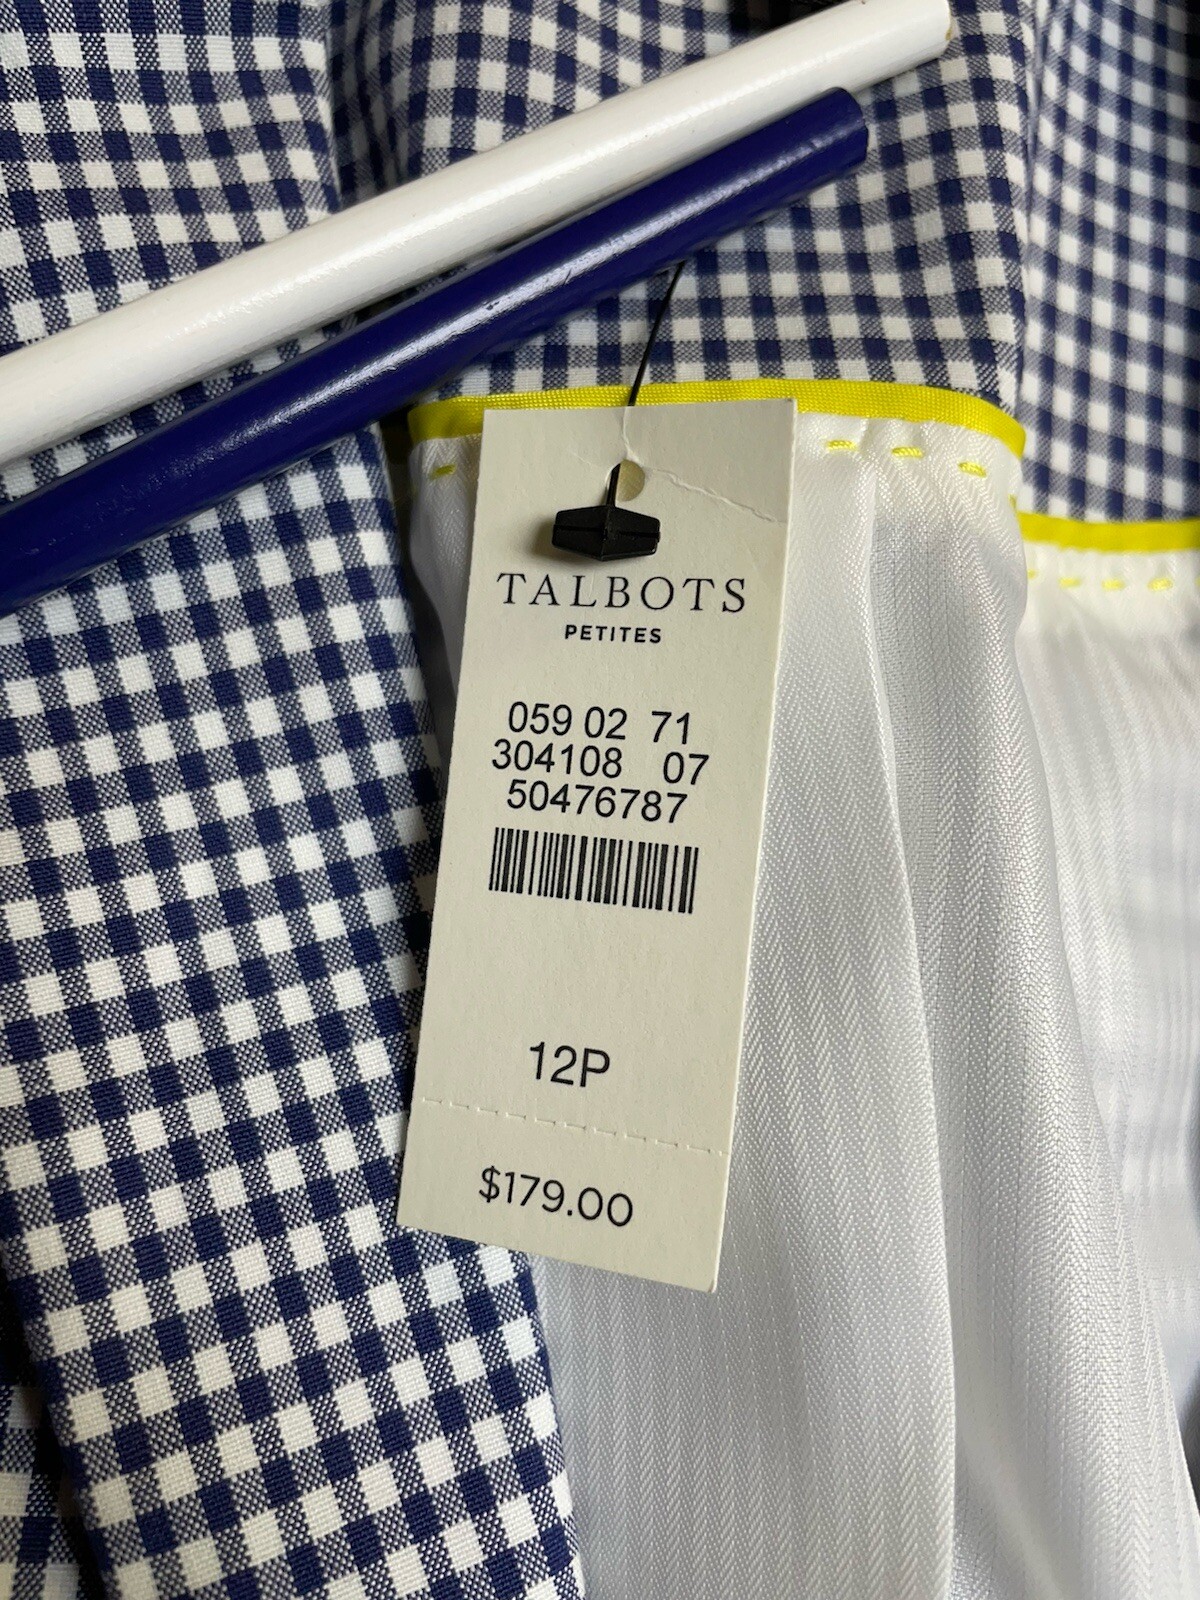 TALBOTS
PETITES
059 02 71
304108 07
50476787
12P
$179.00